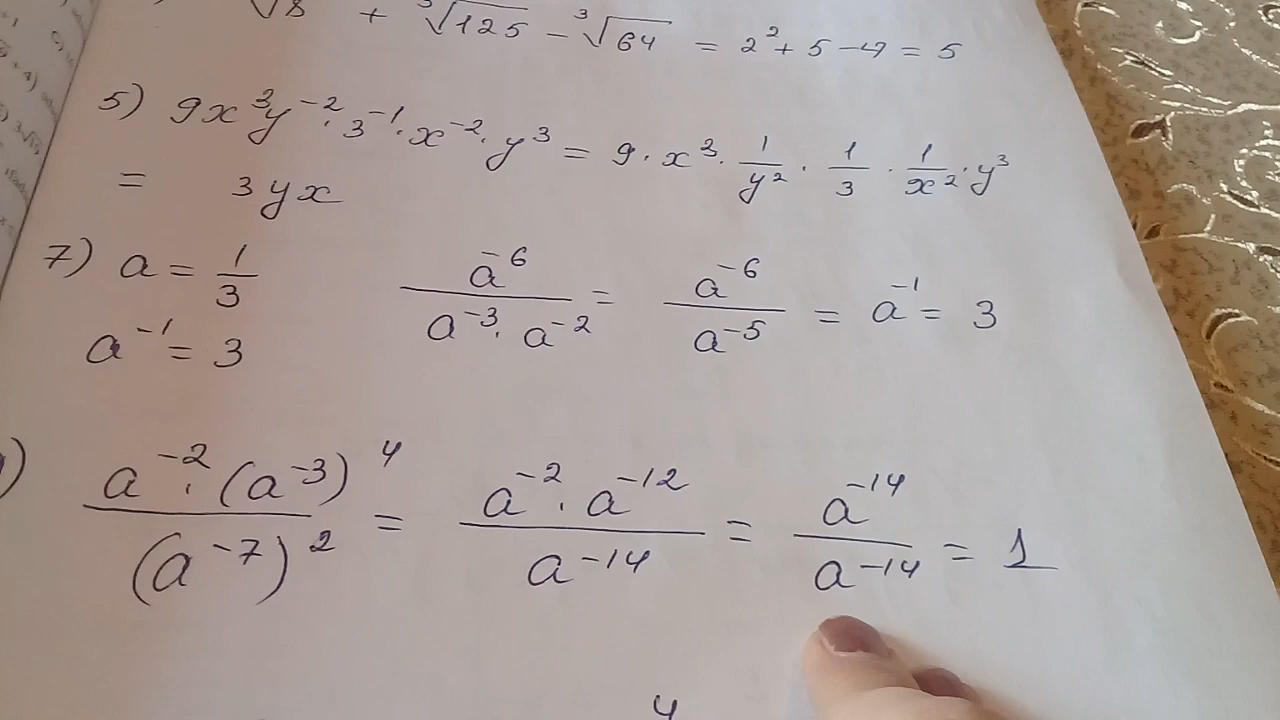 √8 + ∛125 − ∛64 = 2² + 5 − 4 = 5
5) 9x³y⁻² · 3⁻¹ · x⁻² · y³ = 9 · x³ · 1/y² · 1/3 · 1/x² · y³
= 3yx
7) a = 1/3    a⁻⁶/(a⁻³ · a⁻²) = a⁻⁶/a⁻⁵ = a⁻¹ = 3
a⁻¹ = 3
) (a⁻² · (a⁻³)⁴)/(a⁻⁷)² = (a⁻² · a⁻¹²)/a⁻¹⁴ = a⁻¹⁴/a⁻¹⁴ = 1
4